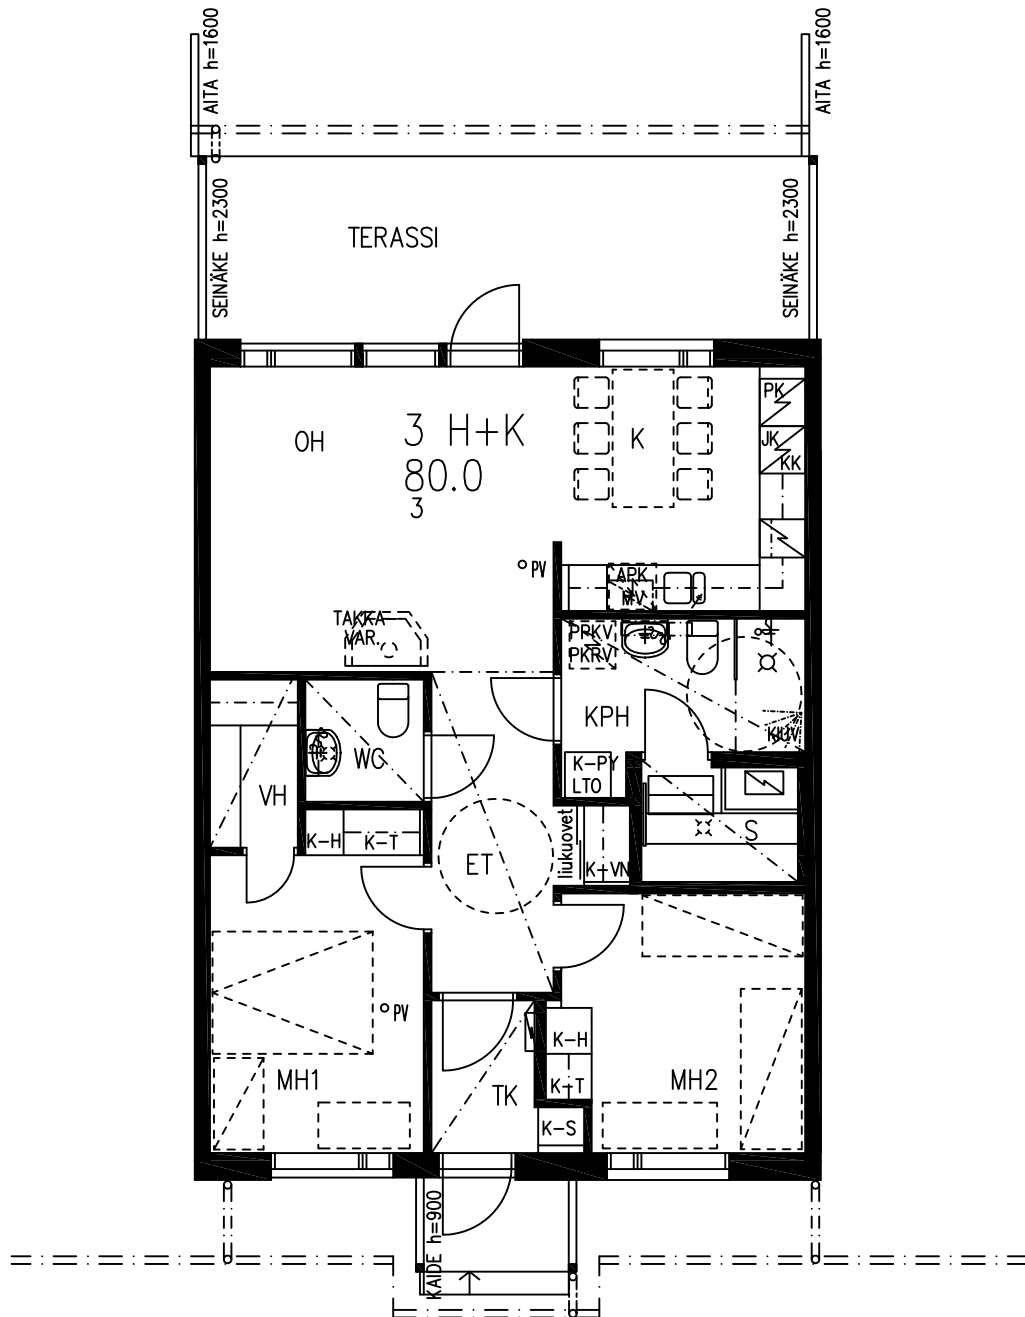 AITA h=1600
AITA h=1600
SEINÄKE h=2300
SEINÄKE h=2300
TERASSI
OH
3 H+K
80.0
3
K
PK
JK
KK
PV
APK
MV
TAKKA
VAR.
PRKV
PKRV
KPH
KUV
WC
VH
K-PY
LTO
S
K-H
K-T
ET
liukuovet
K-VN
PV
MH1
TK
K-H
K-T
K-S
MH2
KAIDE h=900